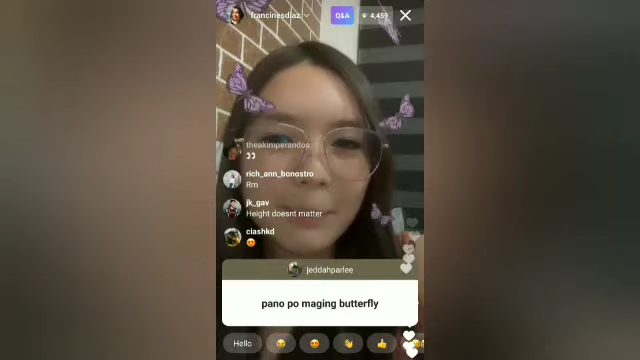 francinesdiaz
Q&A
4,459
theakimperandos
rich_ann_bonostro
Rm
jk_gav
Height doesnt matter
ciashkd
jeddahparlee
pano po maging butterfly
Hello